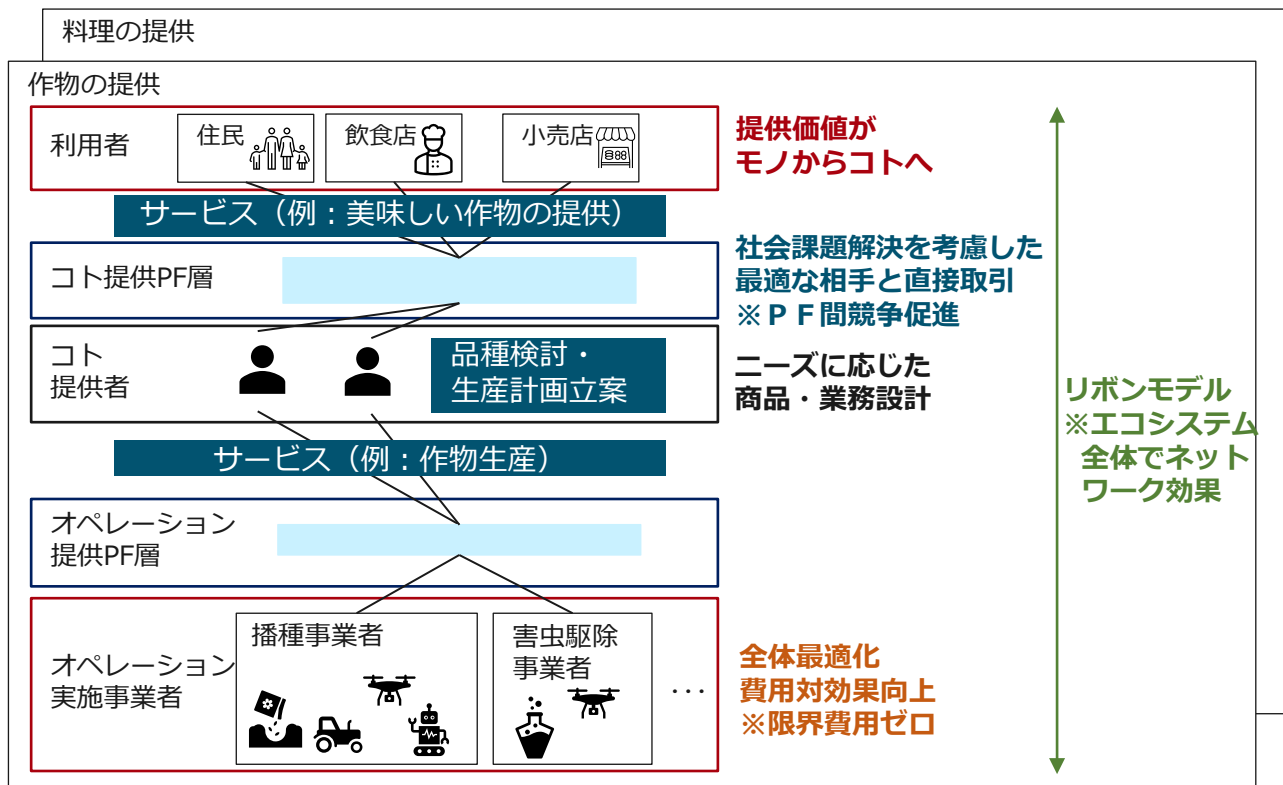 料理の提供
作物の提供
利用者
住民
飲食店
小売店
提供価値が
モノからコトへ
サービス（例：美味しい作物の提供）
コト提供PF層
社会課題解決を考慮した
最適な相手と直接取引
※ＰＦ間競争促進
コト
提供者
品種検討・
生産計画立案
ニーズに応じた
商品・業務設計
リボンモデル
※エコシステム
全体でネット
ワーク効果
サービス（例：作物生産）
オペレーション
提供PF層
オペレーション
実施事業者
播種事業者
害虫駆除
事業者
・・・
全体最適化
費用対効果向上
※限界費用ゼロ